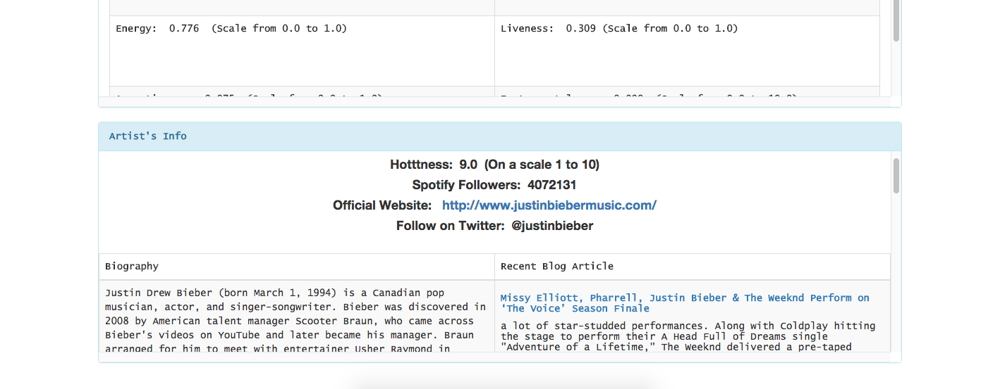 Energy:  0.776  (Scale from 0.0 to 1.0)
Liveness:  0.309 (Scale from 0.0 to 1.0)
Artist's Info
Hotttness:  9.0  (On a scale 1 to 10)
Spotify Followers:  4072131
Official Website:   http://www.justinbiebermusic.com/
Follow on Twitter:  @justinbieber
Biography
Justin Drew Bieber (born March 1, 1994) is a Canadian pop
musician, actor, and singer-songwriter. Bieber was discovered in
2008 by American talent manager Scooter Braun, who came across
Bieber's videos on YouTube and later became his manager. Braun
arranged for him to meet with entertainer Usher Raymond in
Recent Blog Article
Missy Elliott, Pharrell, Justin Bieber & The Weeknd Perform on
‘The Voice’ Season Finale
a lot of star-studded performances. Along with Coldplay hitting
the stage to perform their A Head Full of Dreams single
"Adventure of a Lifetime," The Weeknd delivered a pre-taped